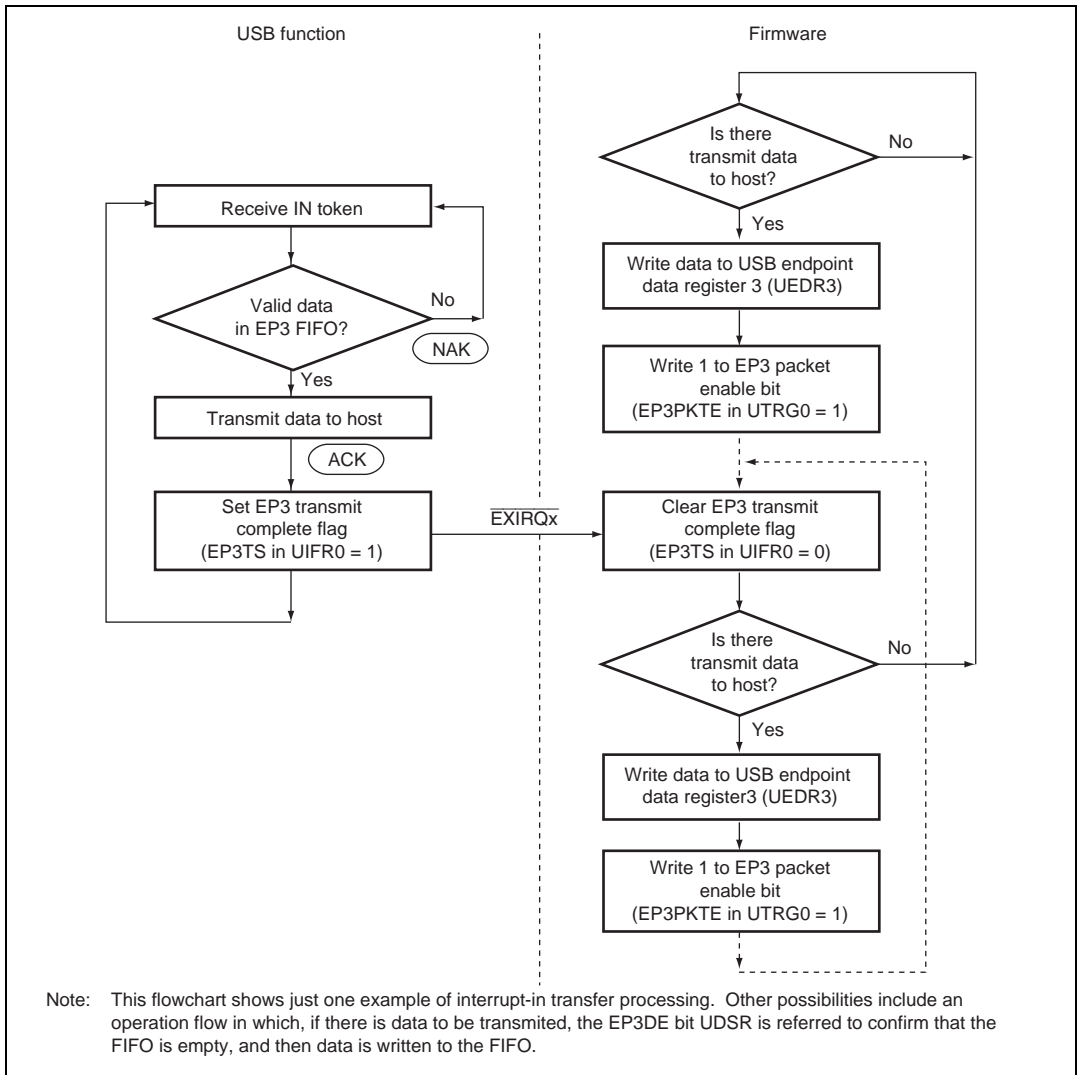 USB function
Firmware
Receive IN token
Valid data
in EP3 FIFO?
No
NAK
Yes
Transmit data to host
ACK
Set EP3 transmit
complete flag
(EP3TS in UIFR0 = 1)
EXIRQx
Is there
transmit data
to host?
No
Yes
Write data to USB endpoint
data register 3 (UEDR3)
Write 1 to EP3 packet
enable bit
(EP3PKTE in UTRG0 = 1)
Clear EP3 transmit
complete flag
(EP3TS in UIFR0 = 0)
Is there
transmit data
to host?
No
Yes
Write data to USB endpoint
data register3 (UEDR3)
Write 1 to EP3 packet
enable bit
(EP3PKTE in UTRG0 = 1)
Note: This flowchart shows just one example of interrupt-in transfer processing. Other possibilities include an
operation flow in which, if there is data to be transmited, the EP3DE bit UDSR is referred to confirm that the
FIFO is empty, and then data is written to the FIFO.